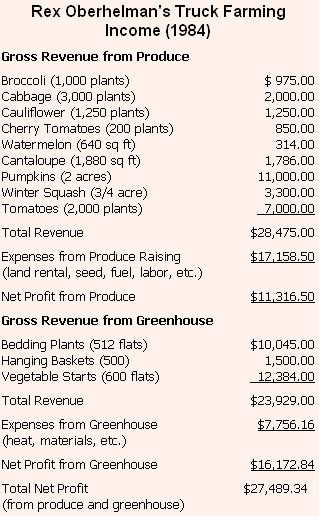 Rex Oberhelman's Truck Farming
Income (1984)
Gross Revenue from Produce
Broccoli (1,000 plants) $ 975.00
Cabbage (3,000 plants) 2,000.00
Cauliflower (1,250 plants) 1,250.00
Cherry Tomatoes (200 plants) 850.00
Watermelon (640 sq ft) 314.00
Cantaloupe (1,880 sq ft) 1,786.00
Pumpkins (2 acres) 11,000.00
Winter Squash (3/4 acre) 3,300.00
Tomatoes (2,000 plants) 7,000.00
Total Revenue $28,475.00
Expenses from Produce Raising $17,158.50
(land rental, seed, fuel, labor, etc.)
Net Profit from Produce $11,316.50
Gross Revenue from Greenhouse
Bedding Plants (512 flats) $10,045.00
Hanging Baskets (500) 1,500.00
Vegetable Starts (600 flats) 12,384.00
Total Revenue $23,929.00
Expenses from Greenhouse $7,756.16
(heat, materials, etc.)
Net Profit from Greenhouse $16,172.84
Total Net Profit $27,489.34
(from produce and greenhouse)